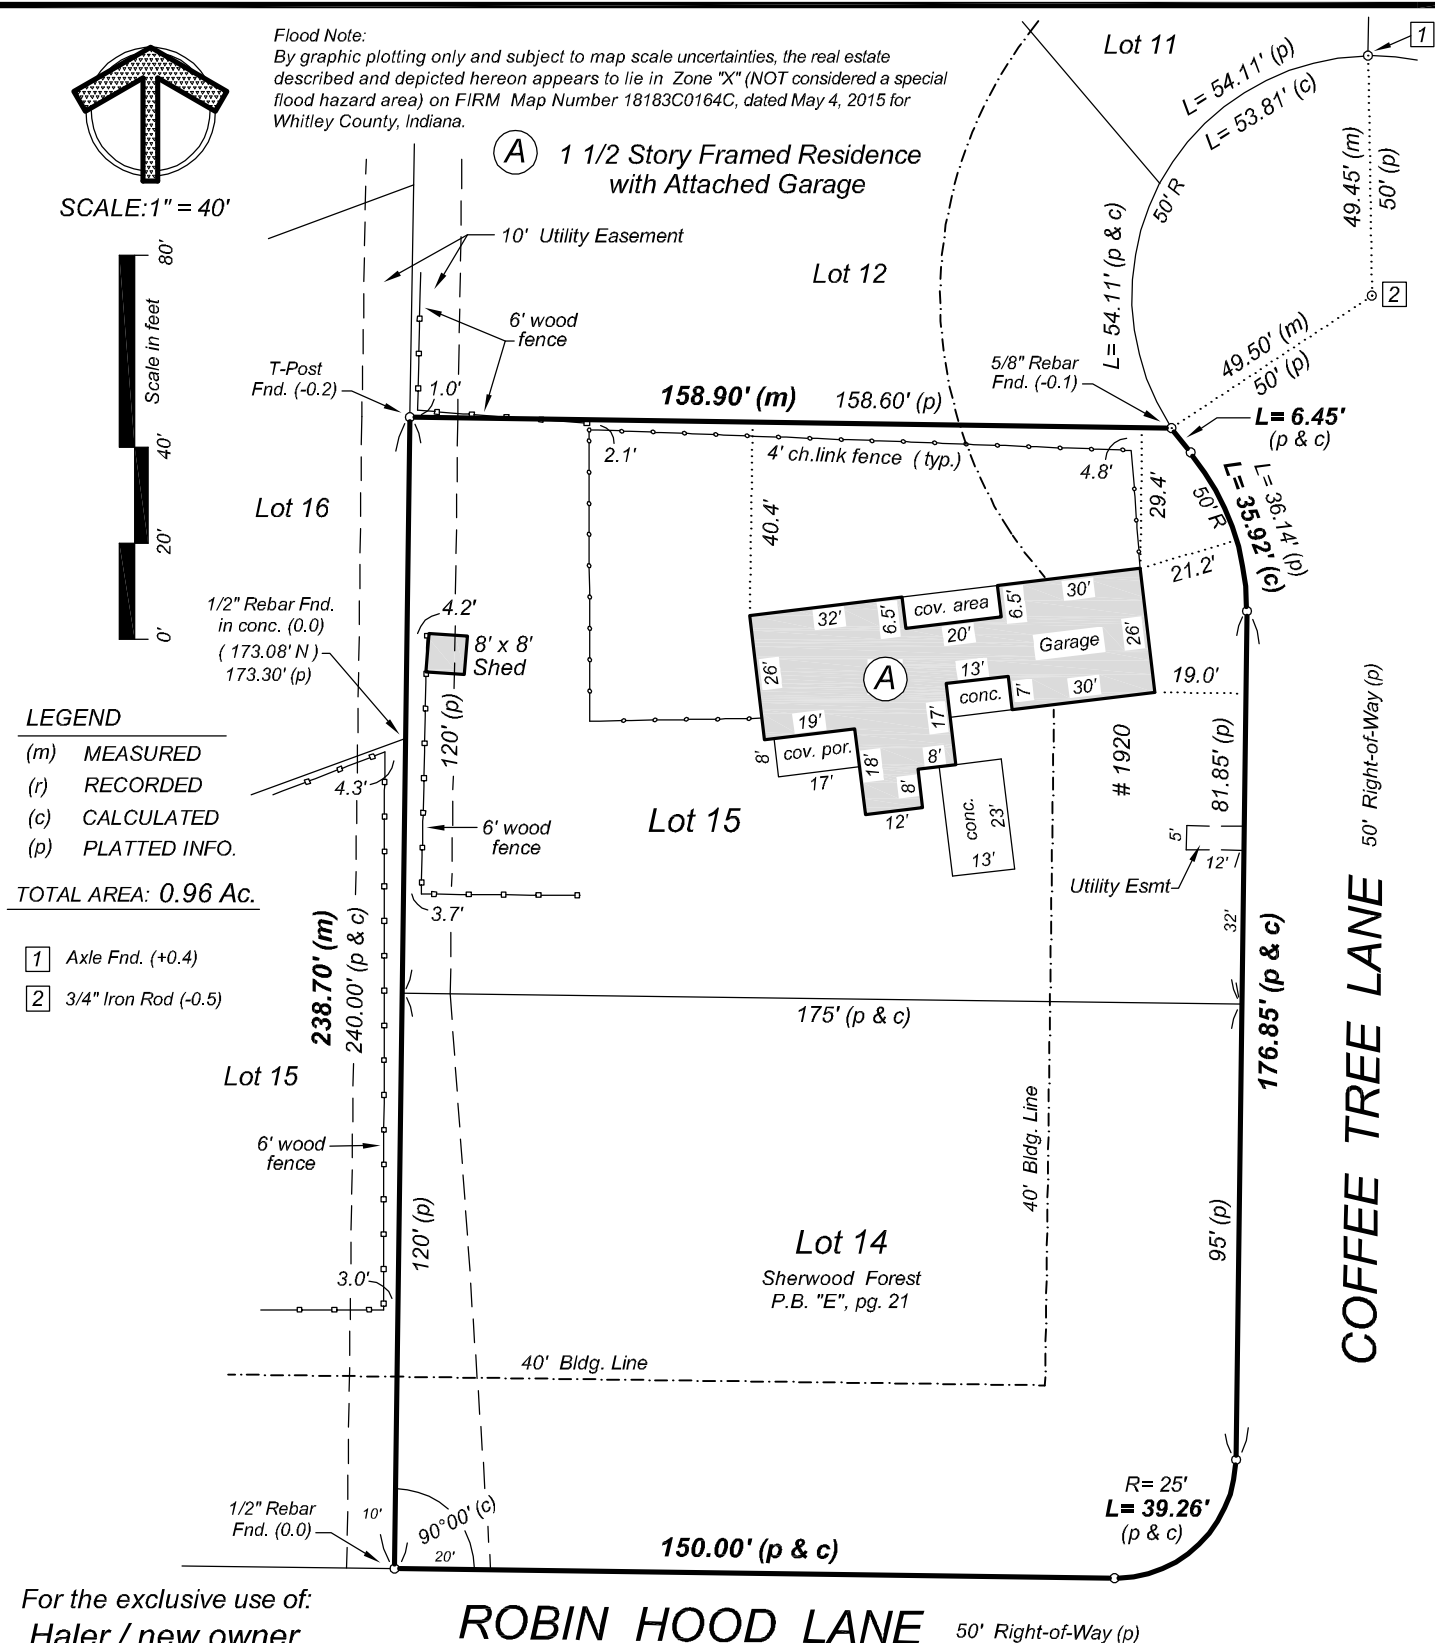 Flood Note:
By graphic plotting only and subject to map scale uncertainties, the real estate
described and depicted hereon appears to lie in Zone "X" (NOT considered a special
flood hazard area) on FIRM Map Number 18183C0164C, dated May 4, 2015 for
Whitley County, Indiana.
A
1 1/2 Story Framed Residence
with Attached Garage
SCALE:1" = 40'
80'
40'
20'
0'
Scale in feet
10' Utility Easement
6' wood
fence
T-Post
Fnd. (-0.2)
1.0'
Lot 11
Lot 12
L= 54.11' (p)
L= 53.81' (c)
1
49.45' (m)
50' (p)
50' R
L= 54.11' (p & c)
2
49.50' (m)
50' (p)
5/8" Rebar
Fnd. (-0.1)
158.90' (m)
158.60' (p)
L= 6.45'
(p & c)
2.1'
4' ch.link fence (typ.)
4.8'
L= 36.14' (p)
L= 35.92' (c)
50' R
Lot 16
40.4'
29.4'
21.2'
1/2" Rebar Fnd.
in conc. (0.0)
( 173.08' N )
173.30' (p)
4.2'
8' x 8'
Shed
32'
6.5'
cov. area
20'
6.5'
30'
Garage
26'
26'
A
13'
conc.
7'
30'
19.0'
19'
17'
8'
cov. por.
17'
18'
8'
8'
12'
conc.
23'
13'
# 1920
81.85' (p)
50' Right-of-Way (p)
LEGEND
(m) MEASURED
(r) RECORDED
(c) CALCULATED
(p) PLATTED INFO.
TOTAL AREA: 0.96 Ac.
1 Axle Fnd. (+0.4)
2 3/4" Iron Rod (-0.5)
4.3'
120' (p)
6' wood
fence
3.7'
Lot 15
5'
12'
Utility Esmt
32'
238.70' (m)
240.00' (p & c)
175' (p & c)
176.85' (p & c)
COFFEE TREE LANE
Lot 15
6' wood
fence
40' Bldg. Line
120' (p)
95' (p)
Lot 14
Sherwood Forest
P.B. "E", pg. 21
3.0'
40' Bldg. Line
1/2" Rebar
Fnd. (0.0)
10'
90°00' (c)
20'
150.00' (p & c)
R= 25'
L= 39.26'
(p & c)
For the exclusive use of:
Haler / new owner
ROBIN HOOD LANE
50' Right-of-Way (p)